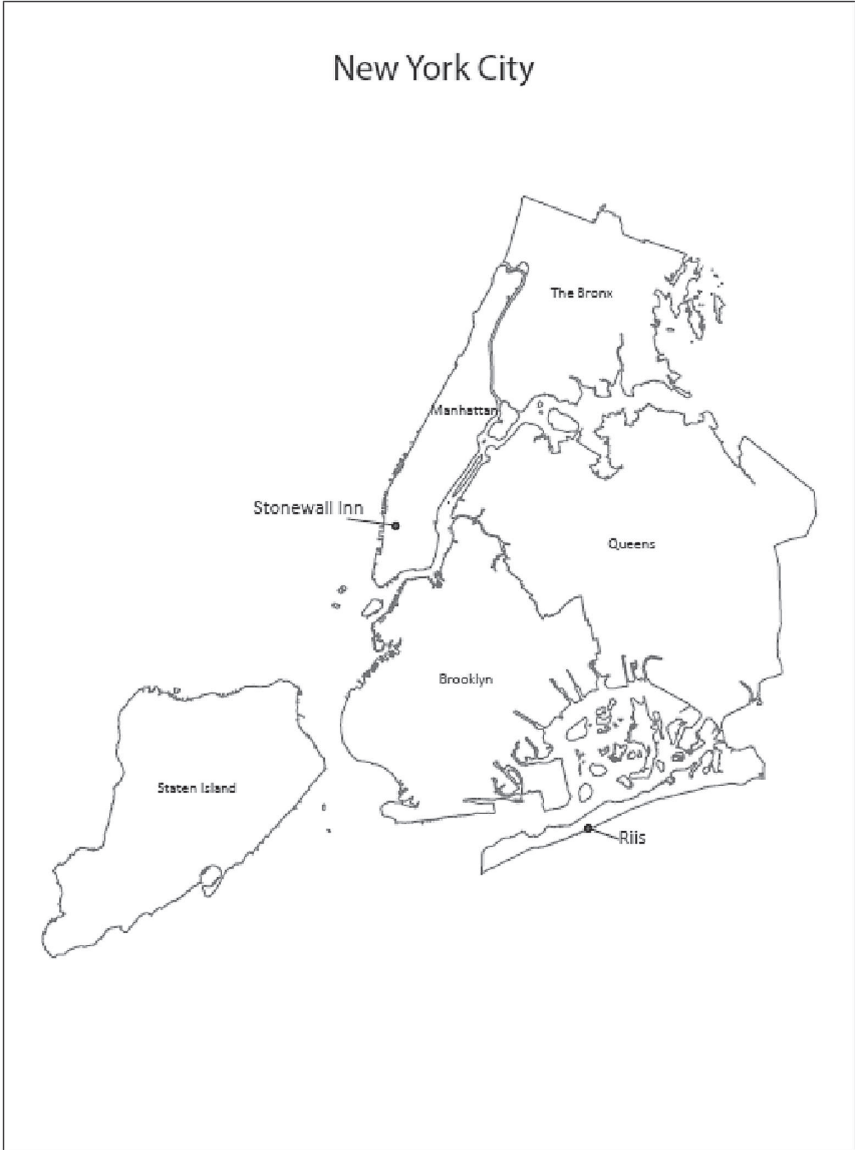 New York City
The Bronx
Manhattan
Stonewall Inn
Queens
Brooklyn
Staten Island
Riis